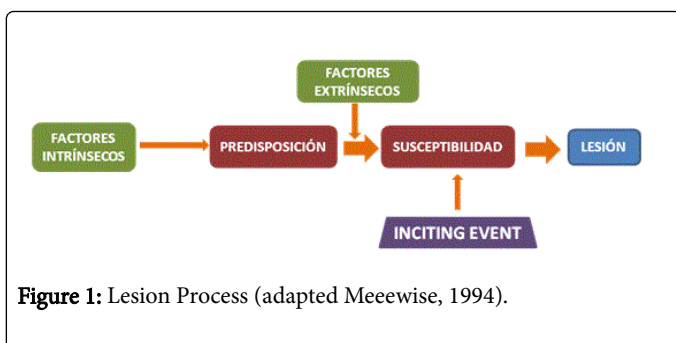 FACTORES
EXTRÍNSECOS
FACTORES
INTRÍNSECOS
PREDISPOSICIÓN
SUSCEPTIBILIDAD
LESIÓN
INCITING EVENT
Figure 1: Lesion Process (adapted Meeewise, 1994).